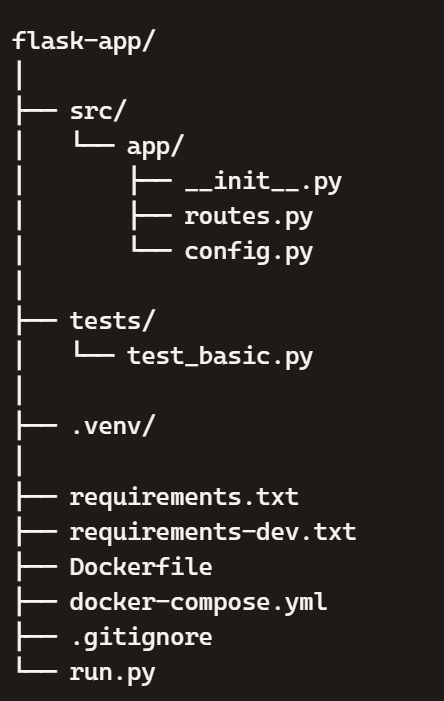 flask-app/
│
├── src/
│   └── app/
│       ├── __init__.py
│       ├── routes.py
│       └── config.py
│
├── tests/
│   └── test_basic.py
│
├── .venv/
│
├── requirements.txt
├── requirements-dev.txt
├── Dockerfile
├── docker-compose.yml
├── .gitignore
└── run.py